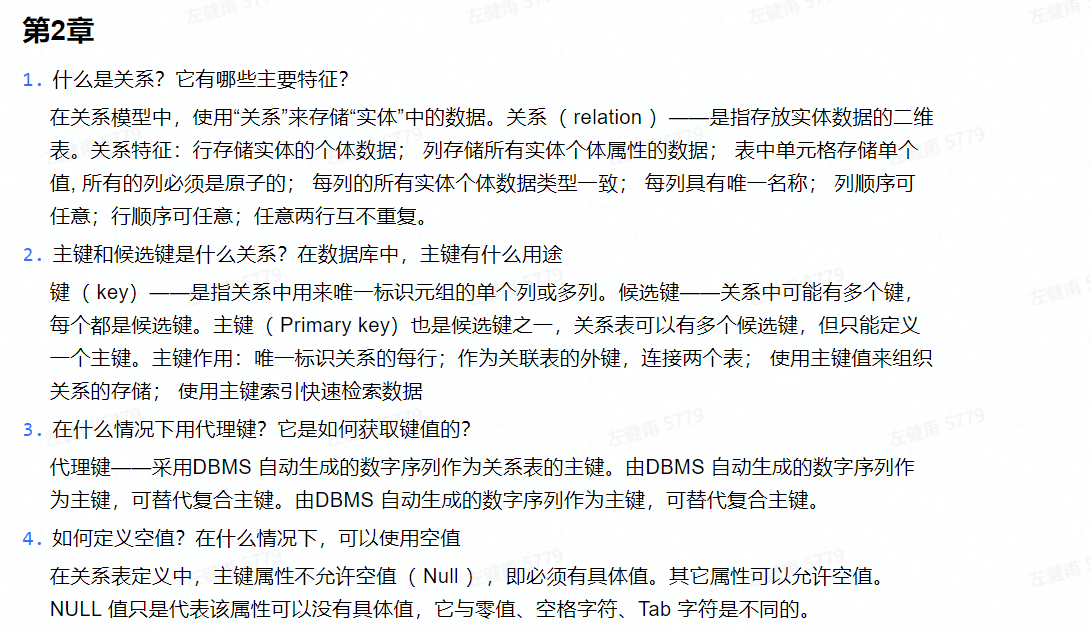 第2章
1. 什么是关系？它有哪些主要特征？
在关系模型中，使用“关系”来存储“实体”中的数据。关系（ relation ）——是指存放实体数据的二维
表。关系特征：行存储实体的个体数据； 列存储所有实体个体属性的数据； 表中单元格存储单个
值, 所有的列必须是原子的； 每列的所有实体个体数据类型一致； 每列具有唯一名称； 列顺序可
任意；行顺序可任意；任意两行互不重复。
2. 主键和候选键是什么关系？在数据库中，主键有什么用途
键（ key）——是指关系中用来唯一标识元组的单个列或多列。候选键——关系中可能有多个键，
每个都是候选键。主键（ Primary key）也是候选键之一，关系表可以有多个候选键，但只能定义
一个主键。主键作用：唯一标识关系的每行；作为关联表的外键，连接两个表； 使用主键值来组织
关系的存储； 使用主键索引快速检索数据
3. 在什么情况下用代理键？它是如何获取键值的？
代理键——采用DBMS 自动生成的数字序列作为关系表的主键。由DBMS 自动生成的数字序列作
为主键，可替代复合主键。由DBMS 自动生成的数字序列作为主键，可替代复合主键。
4. 如何定义空值？在什么情况下，可以使用空值
在关系表定义中，主键属性不允许空值（ Null ），即必须有具体值。其它属性可以允许空值。
NULL 值只是代表该属性可以没有具体值，它与零值、空格字符、Tab 字符是不同的。
左健甫 5779